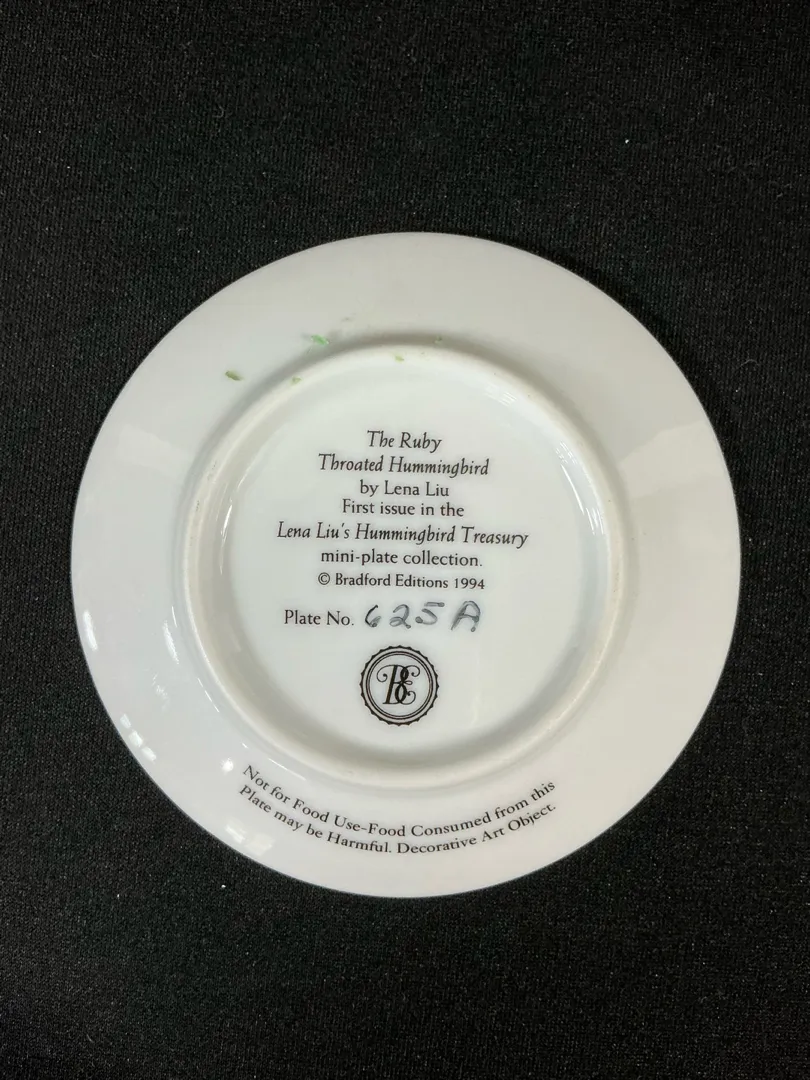 The Ruby
Throated Hummingbird
by Lena Liu
First issue in the
Lena Liu's Hummingbird Treasury
mini-plate collection.
© Bradford Editions 1994
Plate No. 625A
BE
Not for Food Use-Food Consumed from this
Plate may be Harmful. Decorative Art Object.